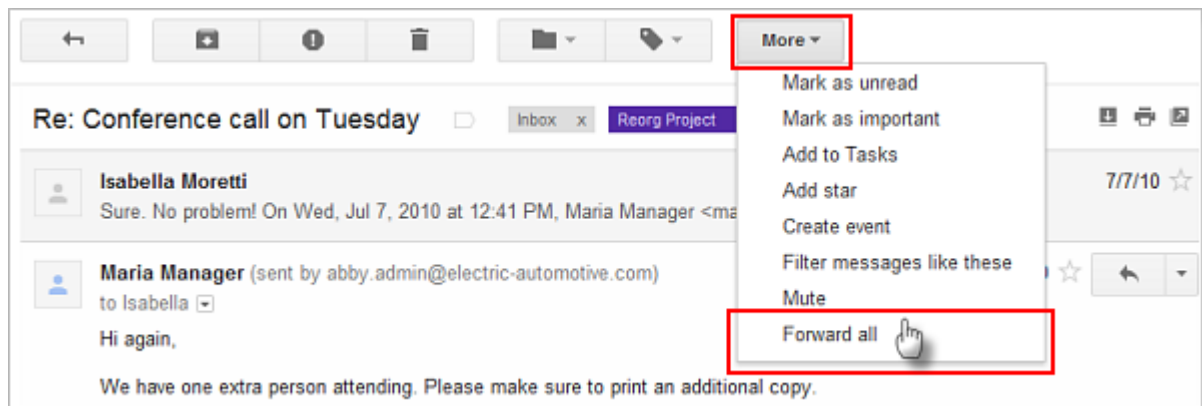 More
Mark as unread
Mark as important
Add to Tasks
Add star
Create event
Filter messages like these
Mute
Forward all
Re: Conference call on Tuesday
Inbox x
Reorg Project
Isabella Moretti
7/7/10
Sure. No problem! On Wed, Jul 7, 2010 at 12:41 PM, Maria Manager <ma
Maria Manager (sent by abby.admin@electric-automotive.com)
to Isabella
Hi again,
We have one extra person attending. Please make sure to print an additional copy.